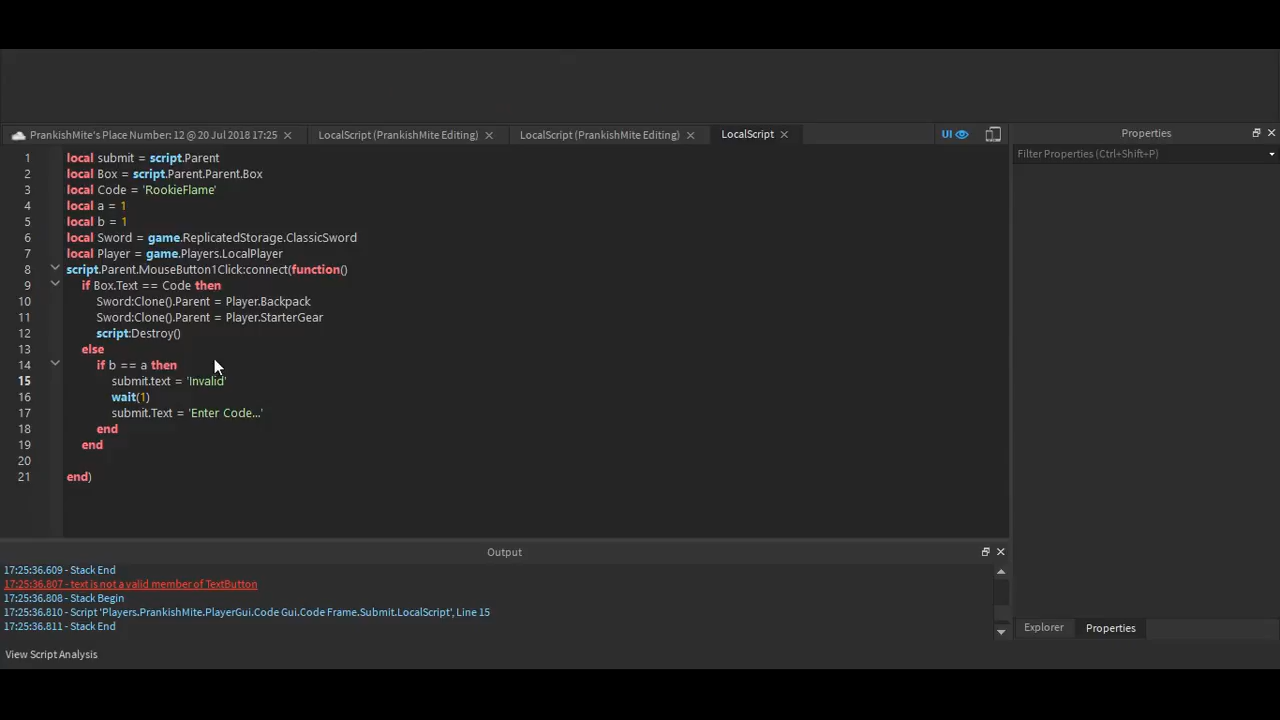 PrankishMite's Place Number: 12 @ 20 Jul 2018 17:25
LocalScript (PrankishMite Editing)
LocalScript (PrankishMite Editing)
LocalScript
UI
Properties
Filter Properties (Ctrl+Shift+P)
1 local submit = script.Parent
2 local Box = script.Parent.Parent.Box
3 local Code = 'RookieFlame'
4 local a = 1
5 local b = 1
6 local Sword = game.ReplicatedStorage.ClassicSword
7 local Player = game.Players.LocalPlayer
8 script.Parent.MouseButton1Click:connect(function()
9 if Box.Text == Code then
10 Sword:Clone().Parent = Player.Backpack
11 Sword:Clone().Parent = Player.StarterGear
12 script:Destroy()
13 else
14 if b == a then
15 submit.text = 'Invalid'
16 wait(1)
17 submit.Text = 'Enter Code...'
18 end
19 end
20
21 end)
Output
17:25:36.609 - Stack End
17:25:36.807 - text is not a valid member of TextButton
17:25:36.808 - Stack Begin
17:25:36.810 - Script 'Players.PrankishMite.PlayerGui.Code Gui.Code Frame.Submit.LocalScript', Line 15
17:25:36.811 - Stack End
Explorer
Properties
View Script Analysis